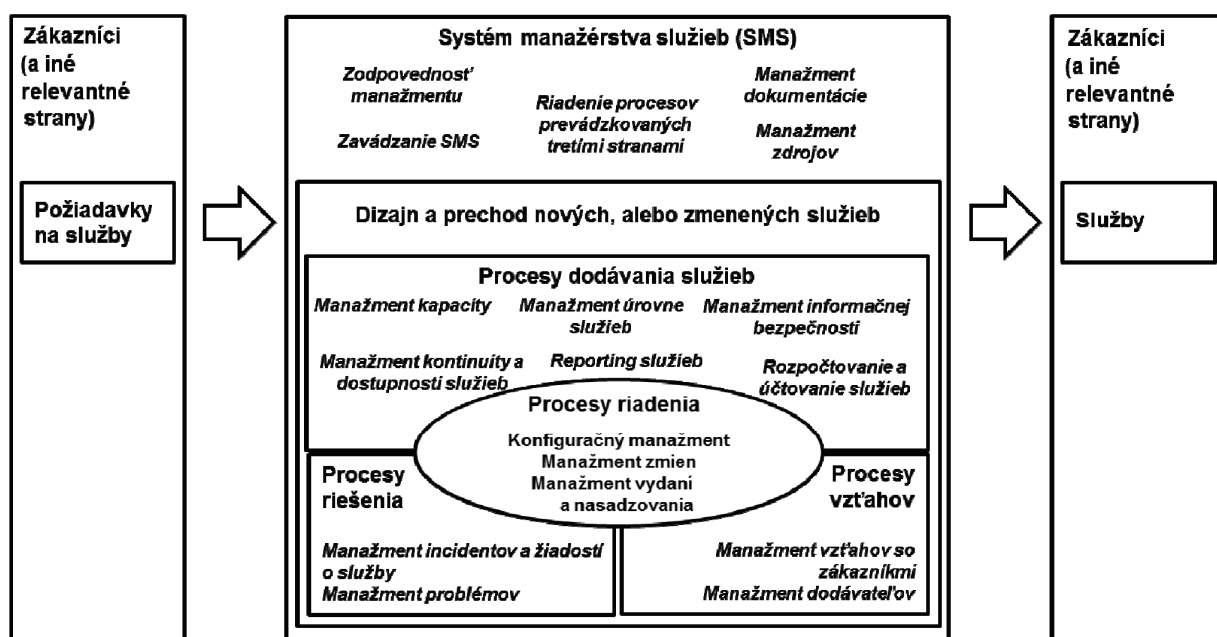 Zákazníci
(a iné
relevantné
strany)
Požiadavky
na služby
Systém manažérstva služieb (SMS)
Zodpovednosť
manažmentu
Zavádzanie SMS
Riadenie procesov
prevádzkovaných
tretími stranami
Manažment
dokumentácie
Manažment
zdrojov
Dizajn a prechod nových, alebo zmenených služieb
Procesy dodávania služieb
Manažment kapacity
Manažment úrovne
služieb
Manažment informačnej
bezpečnosti
Manažment kontinuity a
dostupnosti služieb
Reporting služieb
Rozpočtovanie a
účtovanie služieb
Procesy riadenia
Konfiguračný manažment
Manažment zmien
Manažment vydaní
a nasadzovania
Procesy
riešenia
Manažment incidentov a žiadostí
o služby
Manažment problémov
Procesy
vzťahov
Manažment vzťahov so
zákazníkmi
Manažment dodávateľov
Zákazníci
(a iné
relevantné
strany)
Služby